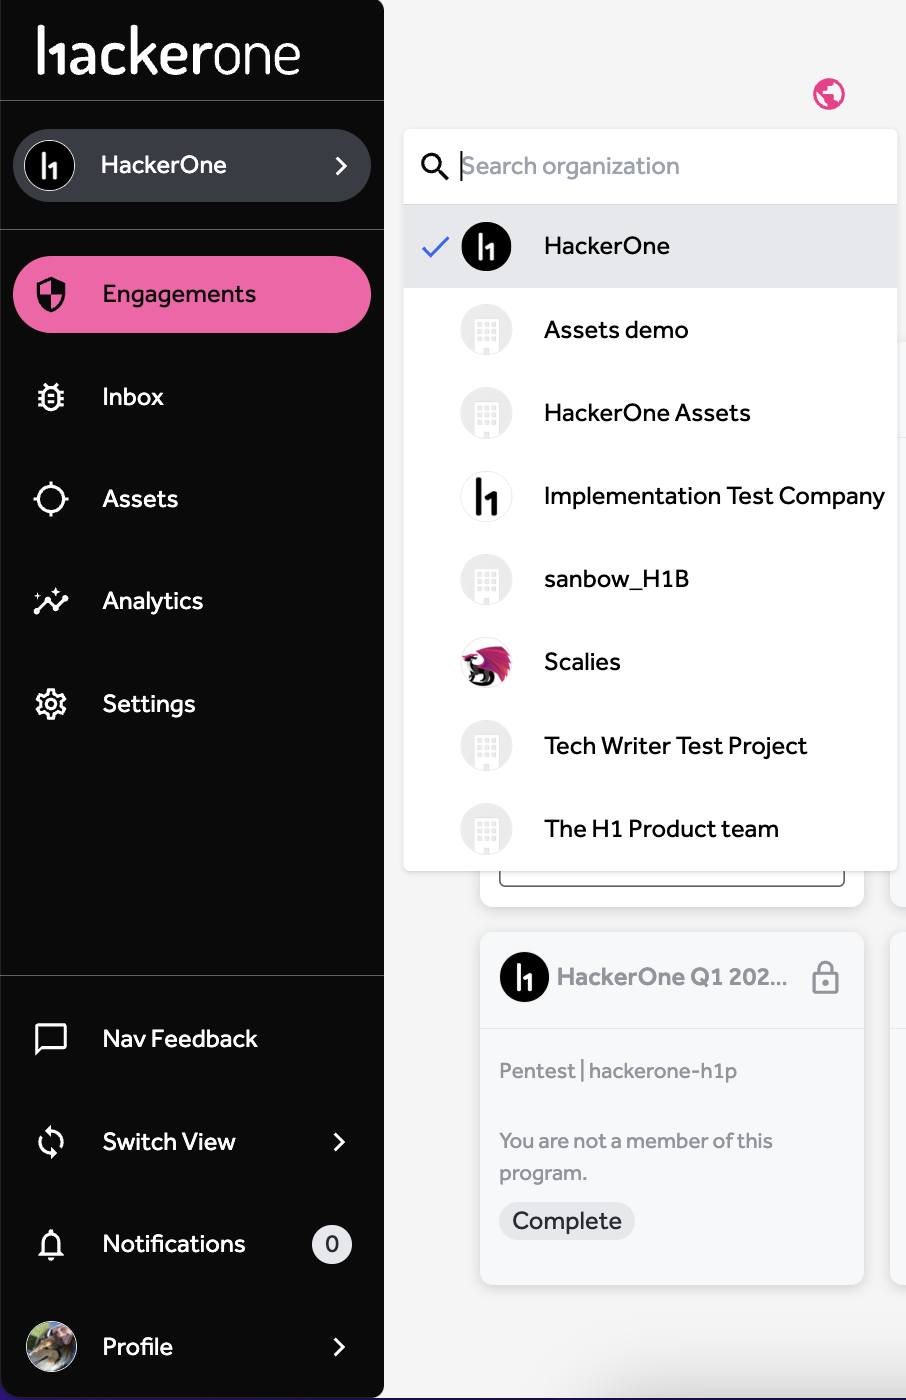 hackerone
HackerOne
Engagements
Inbox
Assets
Analytics
Settings
Nav Feedback
Switch View
Notifications 0
Profile
Search organization
HackerOne
Assets demo
HackerOne Assets
Implementation Test Company
sanbow_H1B
Scalies
Tech Writer Test Project
The H1 Product team
HackerOne Q1 202...
Pentest | hackerone-h1p
You are not a member of this
program.
Complete